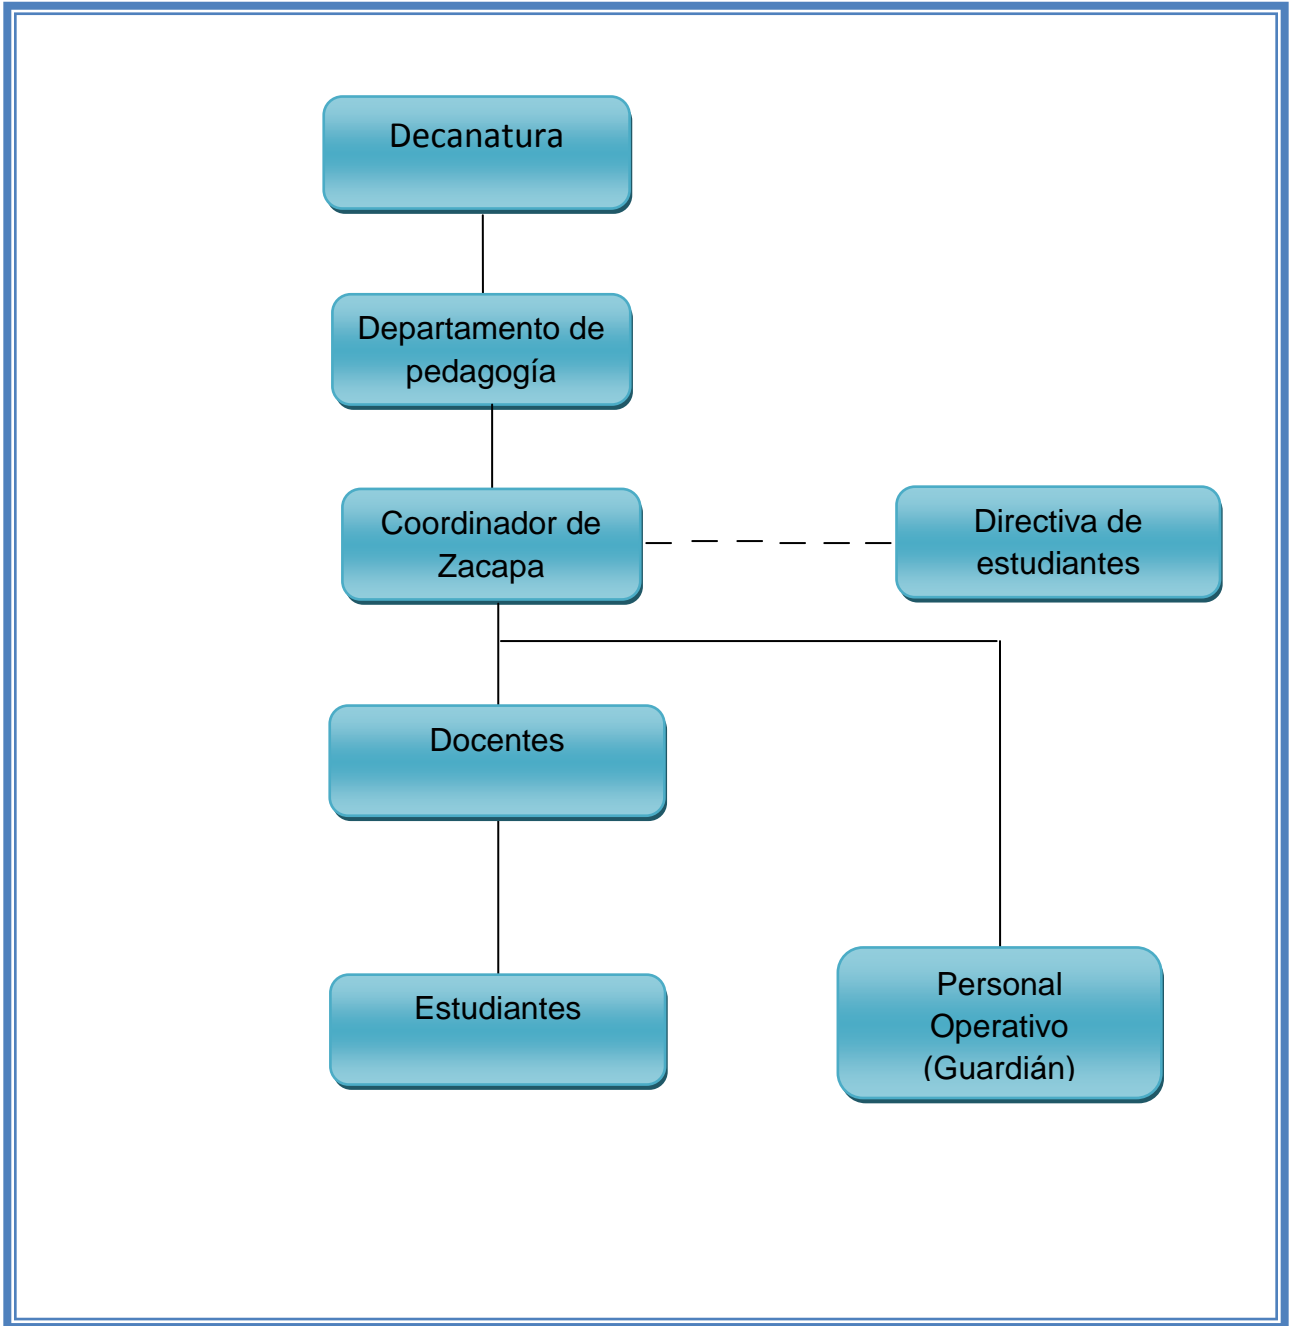 Decanatura
Departamento de
pedagogía
Coordinador de
Zacapa
Directiva de
estudiantes
Docentes
Estudiantes
Personal
Operativo
(Guardián)